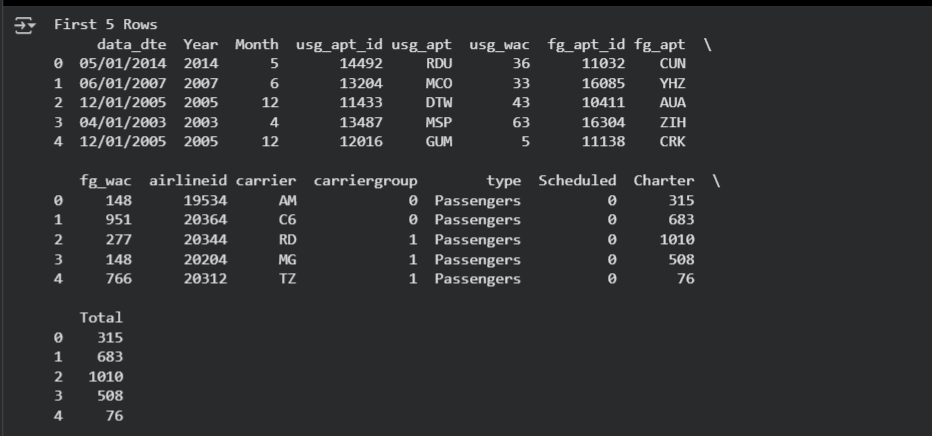 First 5 Rows
data_dte Year Month usg_apt_id usg_apt usg_wac fg_apt_id fg_apt \
0 05/01/2014 2014 5 14492 RDU 36 11032 CUN
1 06/01/2007 2007 6 13204 MCO 33 16085 YHZ
2 12/01/2005 2005 12 11433 DTW 43 10411 AUA
3 04/01/2003 2003 4 13487 MSP 63 16304 ZIH
4 12/01/2005 2005 12 12016 GUM 5 11138 CRK
fg_wac airlineid carrier carriergroup type Scheduled Charter \
0 148 19534 AM 0 Passengers 0 315
1 951 20364 C6 0 Passengers 0 683
2 277 20344 RD 1 Passengers 0 1010
3 148 20204 MG 1 Passengers 0 508
4 766 20312 TZ 1 Passengers 0 76
Total
0 315
1 683
2 1010
3 508
4 76